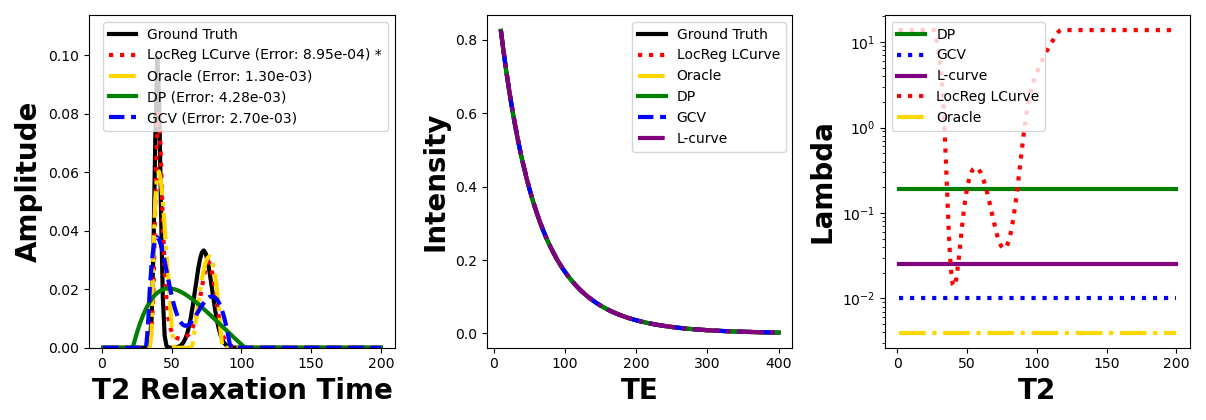 Amplitude
0.10
0.08
0.06
0.04
0.02
0.00
Ground Truth
LocReg LCurve (Error: 8.95e-04) *
Oracle (Error: 1.30e-03)
DP (Error: 4.28e-03)
GCV (Error: 2.70e-03)
0 50 100 150 200
T2 Relaxation Time
Intensity
0.8
0.6
0.4
0.2
0.0
Ground Truth
LocReg LCurve
Oracle
DP
GCV
L-curve
0 100 200 300 400
TE
Lambda
10¹
10⁰
10⁻¹
10⁻²
DP
GCV
L-curve
LocReg LCurve
Oracle
0 50 100 150 200
T2